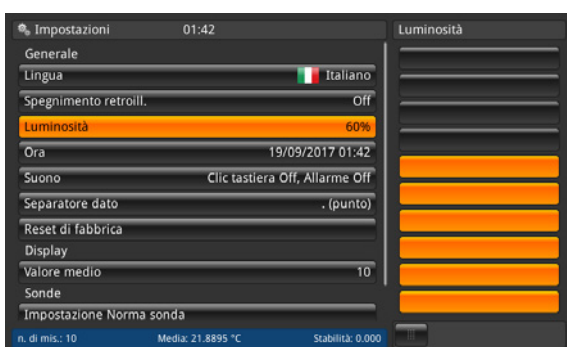 Impostazioni 01:42
Generale
Lingua Italiano
Spegnimento retroill. Off
Luminosità 60%
Ora 19/09/2017 01:42
Suono Clic tastiera Off, Allarme Off
Separatore dato . (punto)
Reset di fabbrica
Display
Valore medio 10
Sonde
Impostazione Norma sonda
n. di mis.: 10 Media: 21.8895 °C Stabilità: 0.000
Luminosità